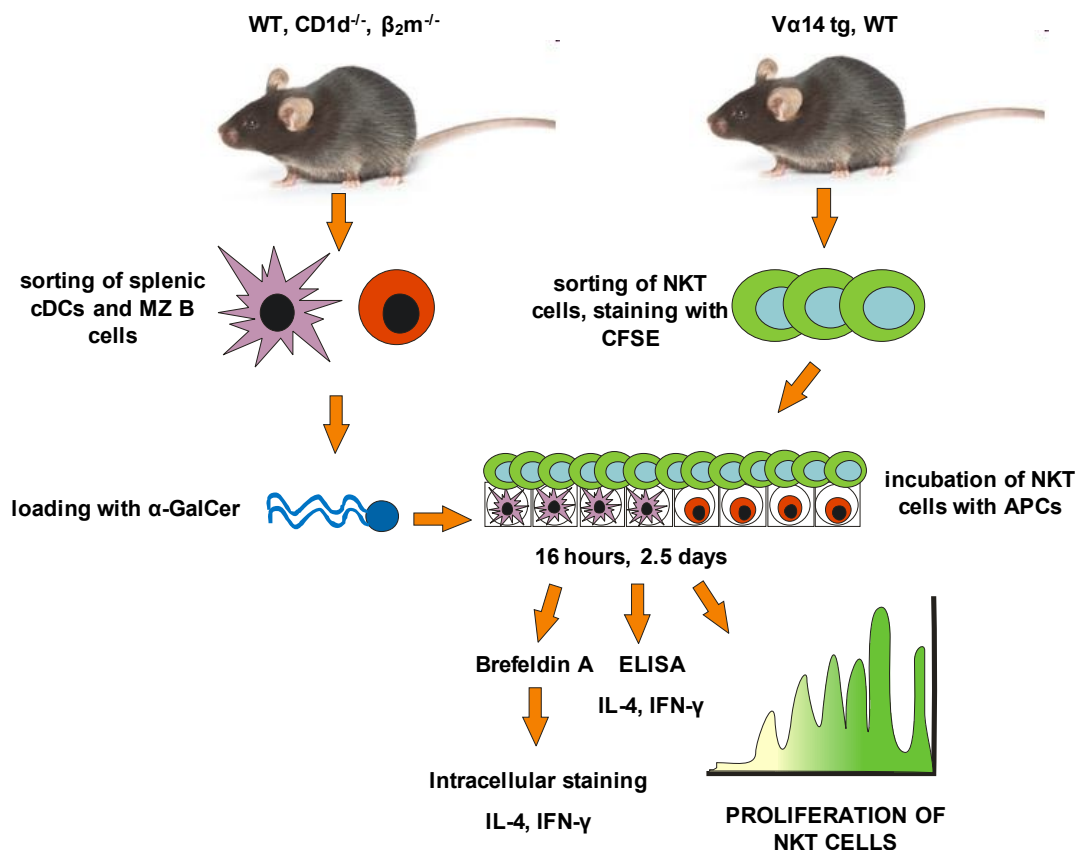 WT, CD1d-/-, β2m-/-
Vα14 tg, WT
sorting of splenic
cDCs and MZ B
cells
sorting of NKT
cells, staining with
CFSE
loading with α-GalCer
incubation of NKT
cells with APCs
16 hours, 2.5 days
Brefeldin A
ELISA
IL-4, IFN-γ
Intracellular staining
IL-4, IFN-γ
PROLIFERATION OF
NKT CELLS